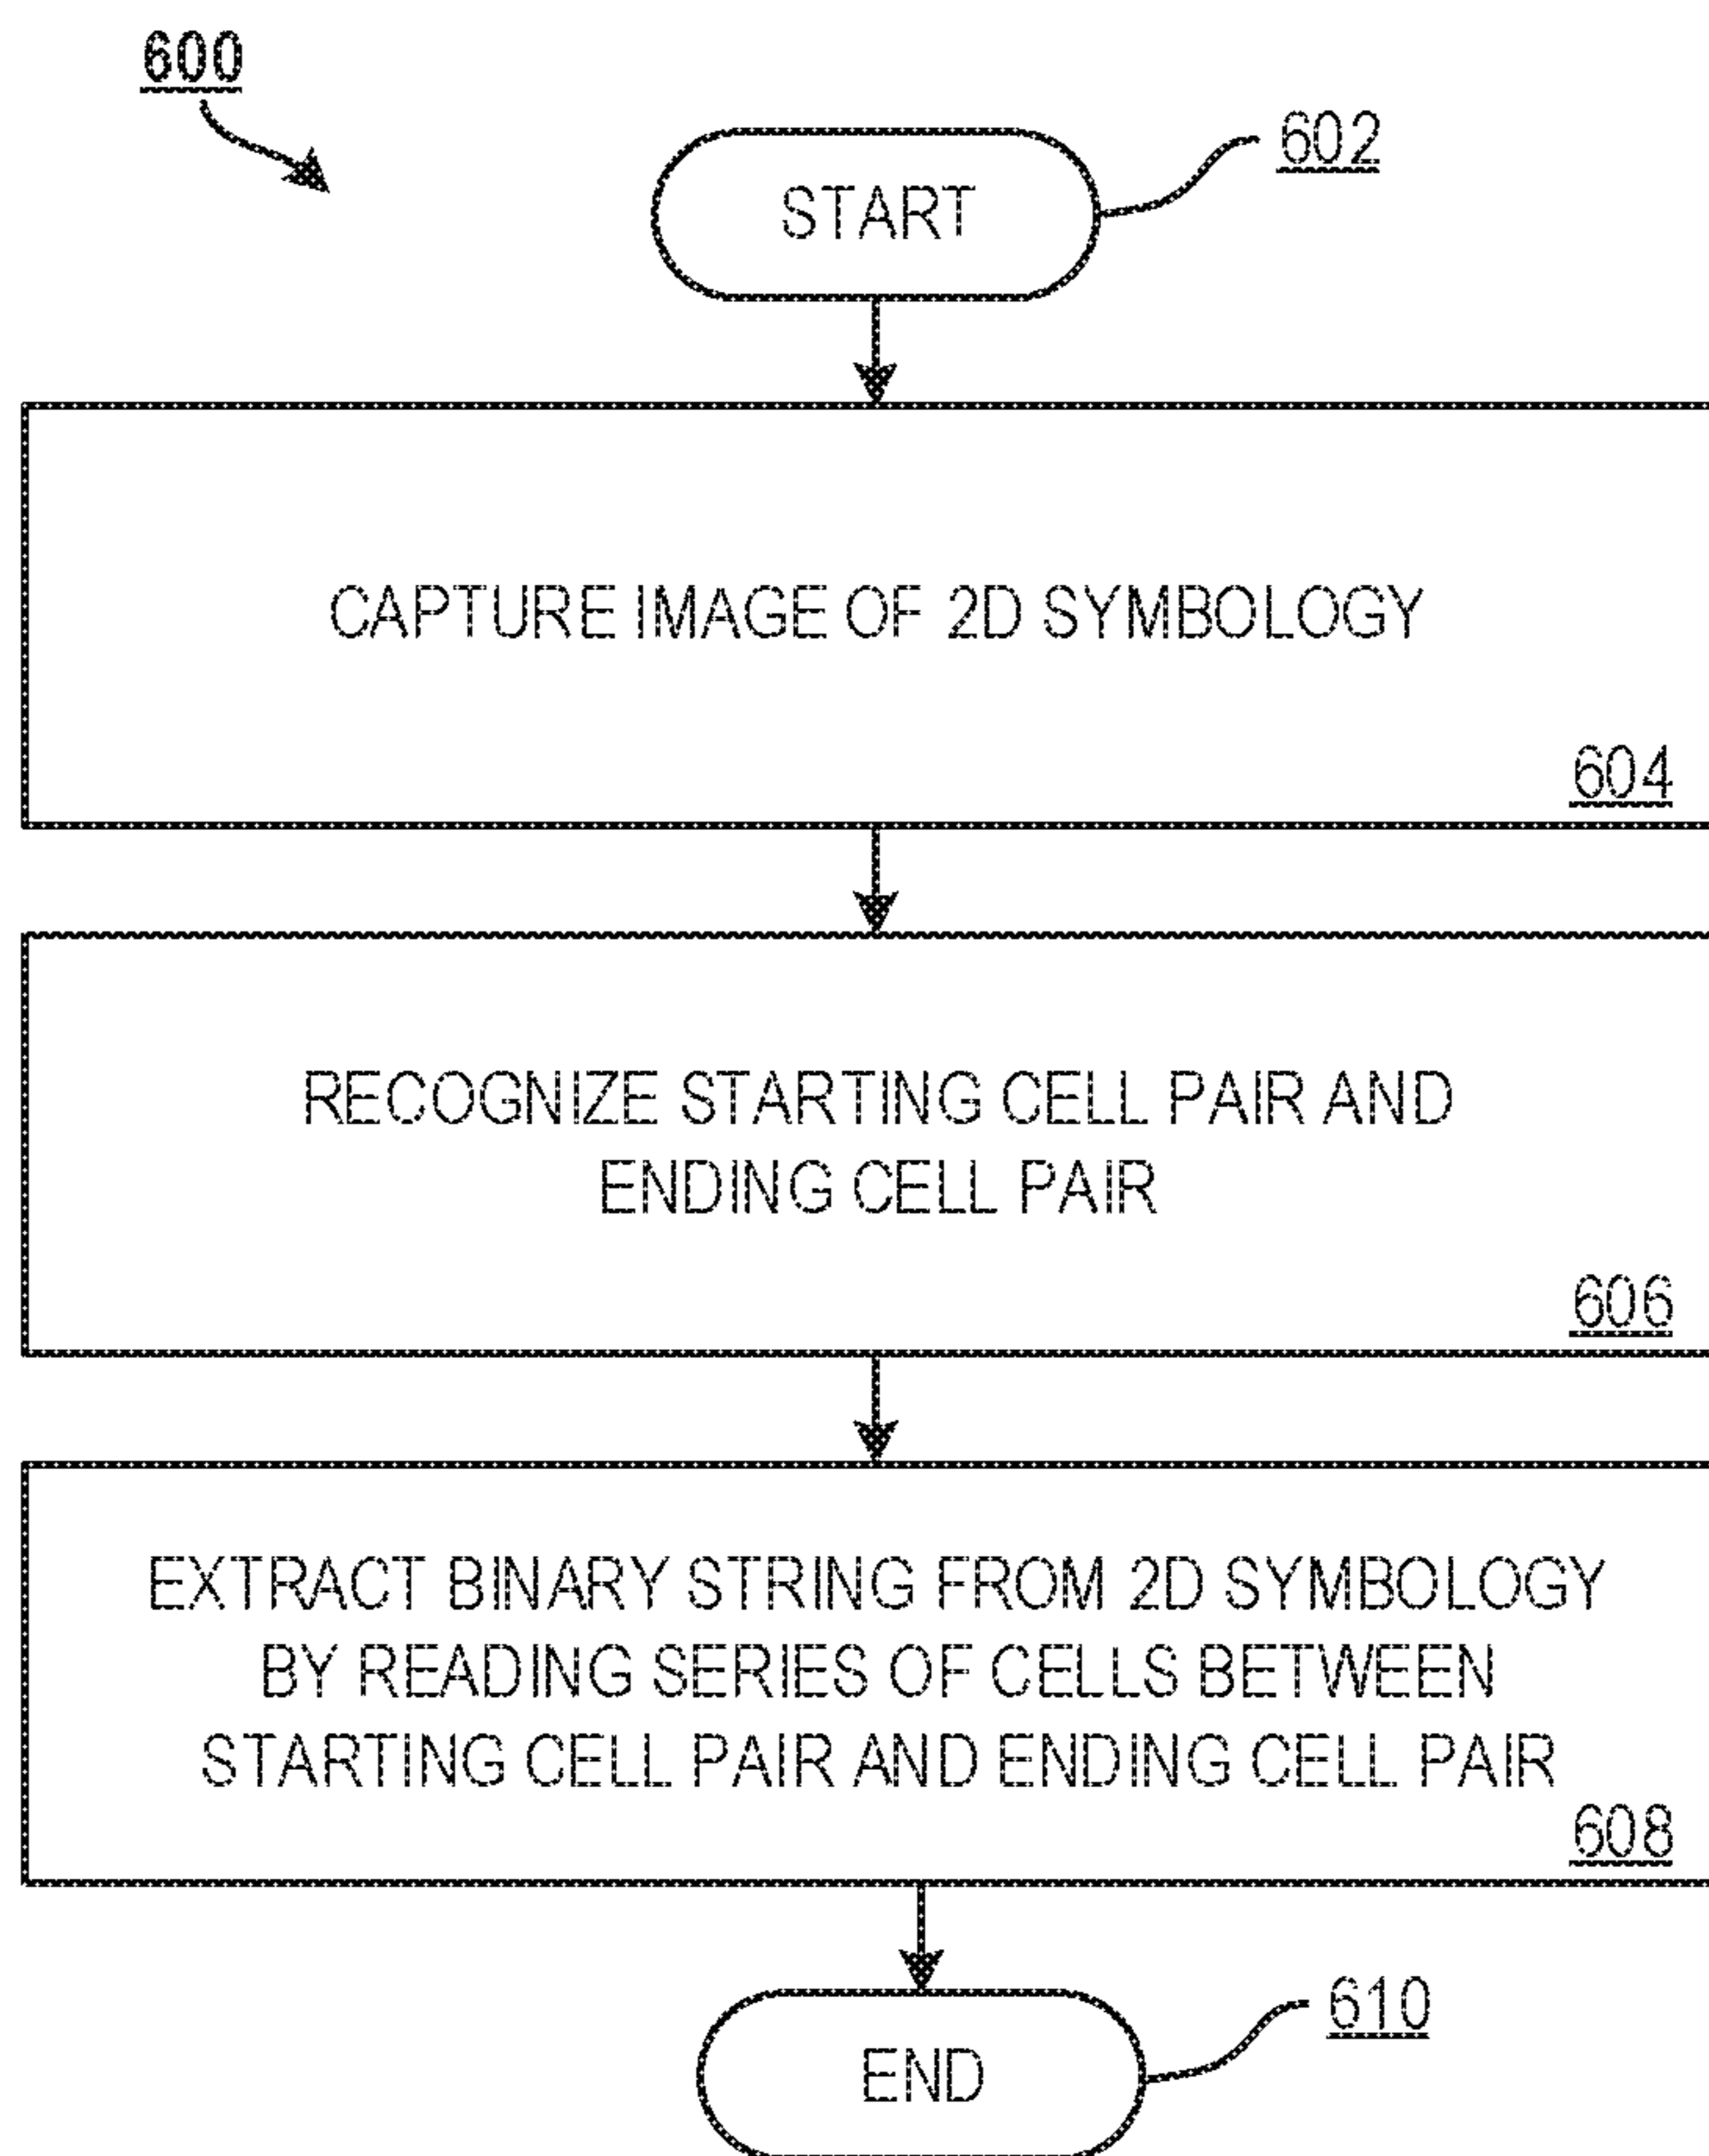 600
602
START
CAPTURE IMAGE OF 2D SYMBOLOGY
604
RECOGNIZE STARTING CELL PAIR AND
ENDING CELL PAIR
606
EXTRACT BINARY STRING FROM 2D SYMBOLOGY
BY READING SERIES OF CELLS BETWEEN
STARTING CELL PAIR AND ENDING CELL PAIR
608
610
END